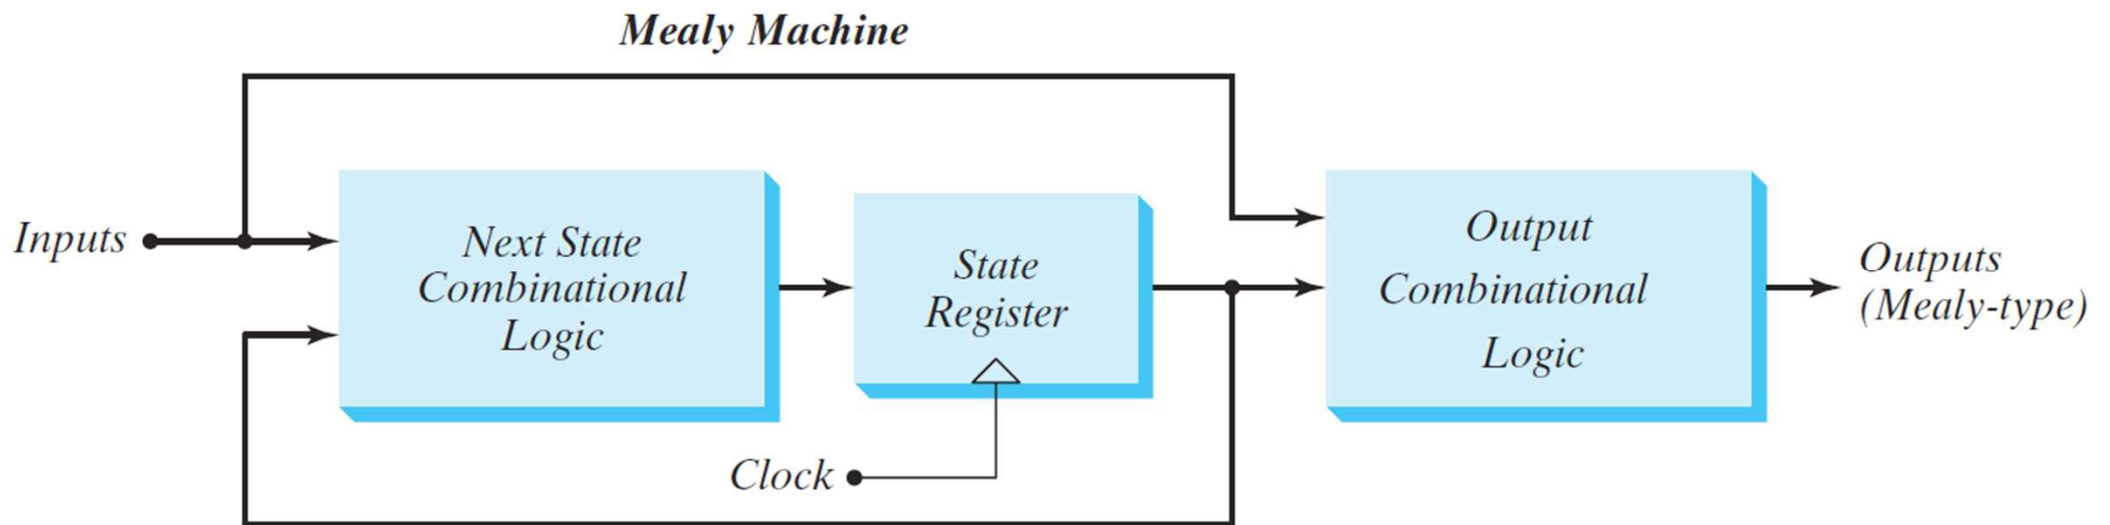 Mealy Machine
Inputs
Next State
Combinational
Logic
State
Register
Clock
Output
Combinational
Logic
Outputs
(Mealy-type)